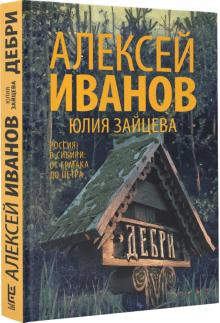 АЛЕКСЕЙ
ИВАНОВ
ЮЛИЯ ЗАЙЦЕВА
РОССИЯ
В СИБИРИ:
ОТ ЕРМАКА
ДО ПЕТРА
ДЕБРИ
АЛЕКСЕЙ ИВАНОВ
ЮЛИЯ
ЗАЙЦЕВА
ДЕБРИ